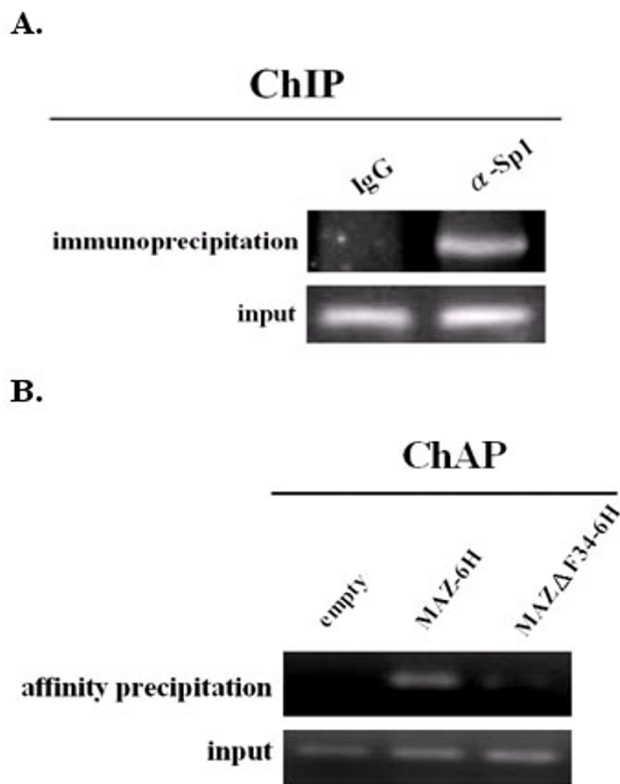 A.
ChIP
IgG
α-Sp1
immunoprecipitation
input
B.
ChAP
empty
MAZ-6H
MAZΔF34-6H
affinity precipitation
input